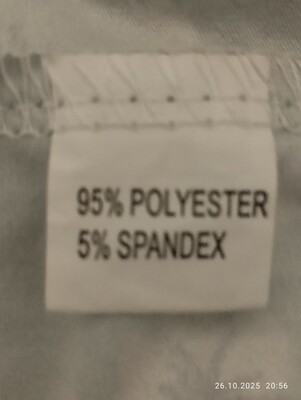 95% POLYESTER
5% SPANDEX
26.10.2025 20:56